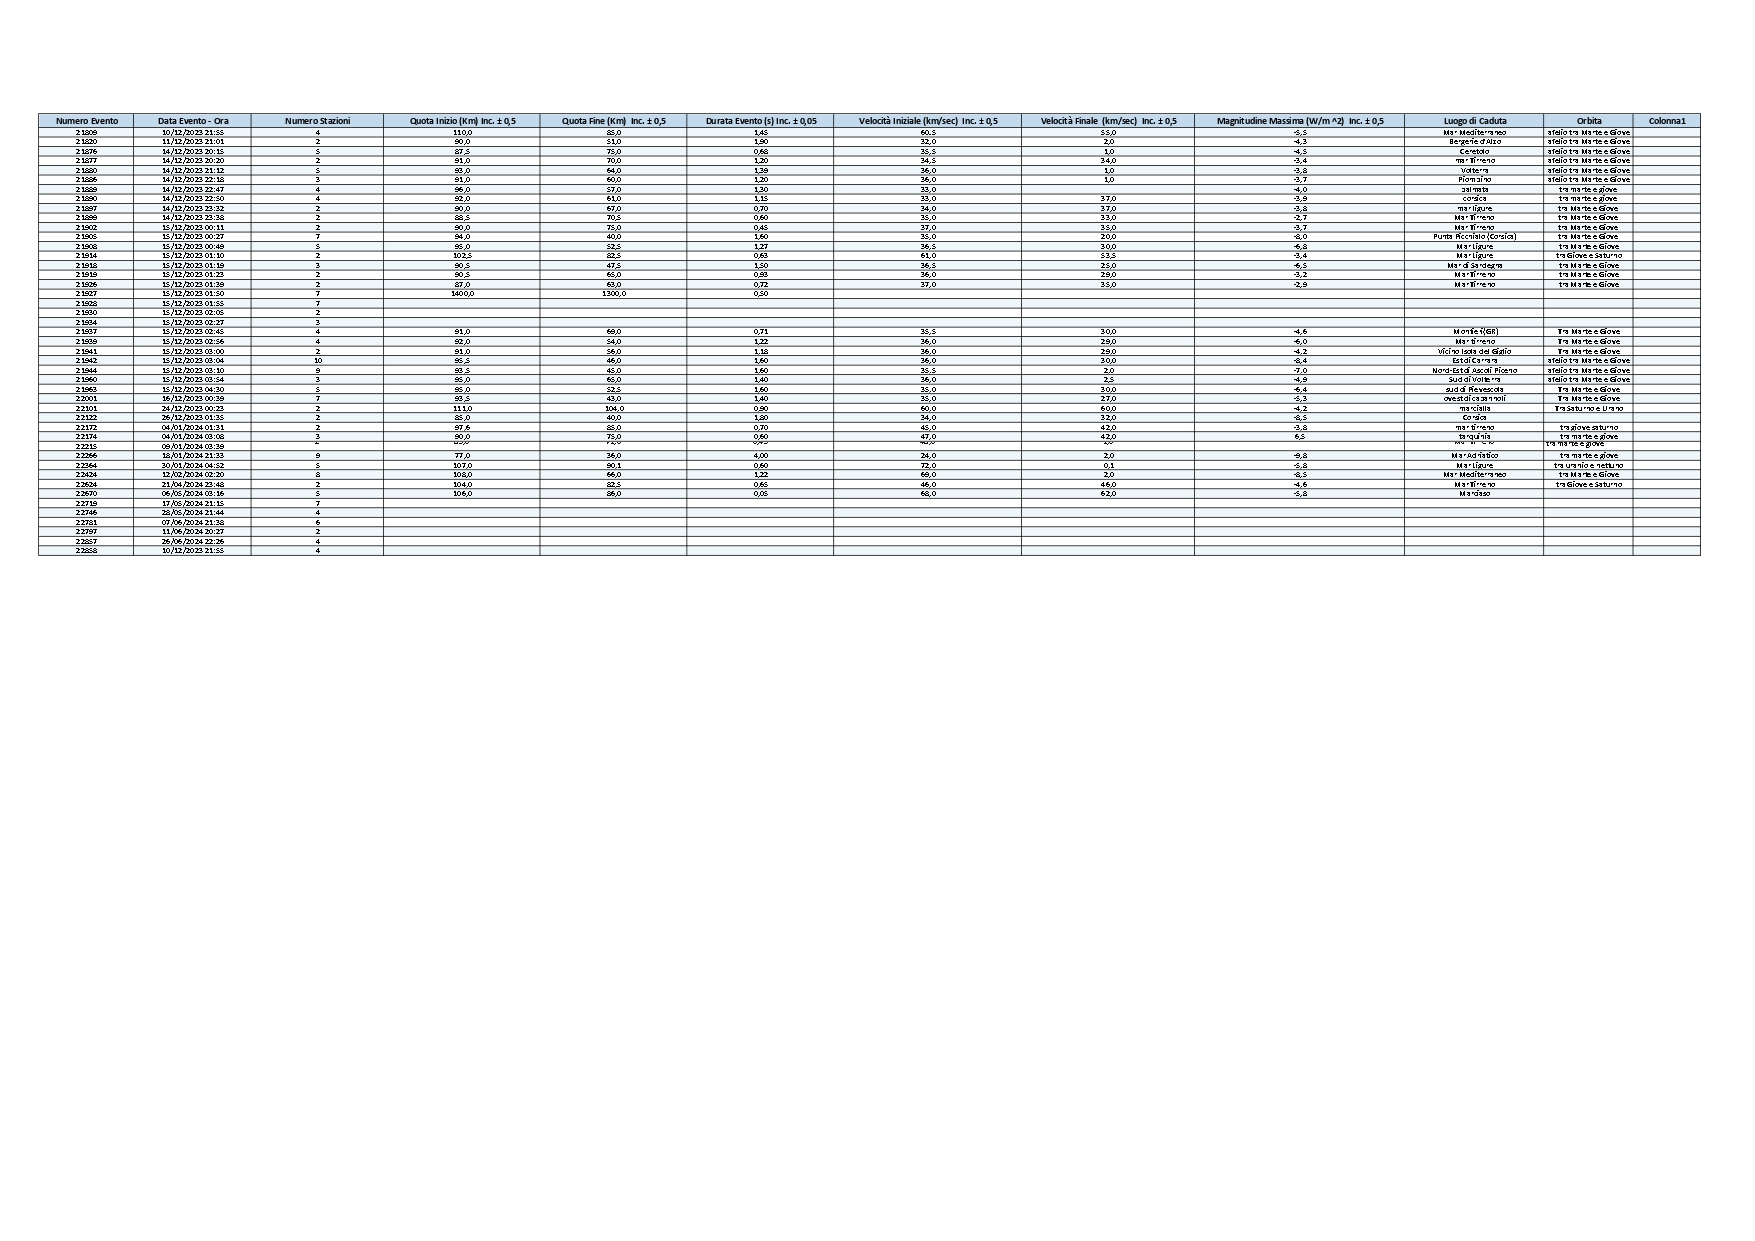 Numero Evento Data Evento - Ora Numero Stazioni Quota Inizio (Km) Inc. ± 0,5 Quota Fine (Km) Inc. ± 0,5 Durata Evento (s) Inc. ± 0,05 Velocità Iniziale (km/sec) Inc. ± 0,5 Velocità Finale (km/sec) Inc. ± 0,5 Magnitudine Massima (W/m ^2) Inc. ± 0,5 Luogo di Caduta Orbita Colonna1
21809 10/12/2023 21:55 4 110,0 85,0 1,45 60,5 55,0 -5,5 Mar Mediterraneo afelio tra Marte e Giove
21820 11/12/2023 21:01 2 90,0 51,0 1,90 32,0 2,0 -4,3 Bergerie d'Alzo afelio tra Marte e Giove
21876 14/12/2023 20:15 5 87,5 75,0 0,68 35,5 1,0 -4,5 Ceretolo afelio tra Marte e Giove
21877 14/12/2023 20:20 2 91,0 70,0 1,20 34,5 34,0 -3,4 mar Tirreno afelio tra Marte e Giove
21880 14/12/2023 21:12 5 93,0 64,0 1,39 36,0 1,0 -3,8 Volterra afelio tra Marte e Giove
21886 14/12/2023 22:18 3 91,0 60,0 1,20 36,0 1,0 -3,7 Piombino afelio tra Marte e Giove
21889 14/12/2023 22:47 4 96,0 57,0 1,30 33,0 -4,0 salmata tra marte e giove
21890 14/12/2023 22:50 4 92,0 61,0 1,15 33,0 37,0 -3,9 corsica tra marte e giove
21897 14/12/2023 23:32 2 90,0 67,0 0,70 34,0 37,0 -3,8 mar ligure tra Marte e Giove
21899 14/12/2023 23:38 2 88,5 70,5 0,60 35,0 33,0 -2,7 Mar Tirreno tra Marte e Giove
21902 15/12/2023 00:11 2 90,0 75,0 0,45 37,0 35,0 -3,7 Mar Tirreno tra Marte e Giove
21905 15/12/2023 00:27 7 94,0 40,0 1,60 35,0 20,0 -8,0 Punta Picchiato (Corsica) tra Marte e Giove
21908 15/12/2023 00:49 5 95,0 52,5 1,27 36,5 30,0 -6,8 Mar Ligure tra Marte e Giove
21914 15/12/2023 01:10 2 102,5 82,5 0,63 61,0 53,5 -3,4 Mar Ligure tra Giove e Saturno
21918 15/12/2023 01:19 3 90,5 47,5 1,50 36,5 25,0 -6,5 Mar di Sardegna tra Marte e Giove
21919 15/12/2023 01:23 2 90,5 65,0 0,93 36,0 29,0 -3,2 Mar Tirreno tra Marte e Giove
21926 15/12/2023 01:39 2 87,0 63,0 0,72 37,0 35,0 -2,9 Mar Tirreno tra Marte e Giove
21927 15/12/2023 01:50 7 1400,0 1300,0 0,50
21928 15/12/2023 01:55 7
21930 15/12/2023 02:05 2
21934 15/12/2023 02:27 3
21937 15/12/2023 02:45 4 91,0 69,0 0,71 35,5 30,0 -4,6 Montieri(GR) Tra Marte e Giove
21939 15/12/2023 02:56 4 92,0 54,0 1,22 36,0 29,0 -6,0 Mar tirreno Tra Marte e Giove
21941 15/12/2023 03:00 2 91,0 56,0 1,18 36,0 29,0 -4,2 Vicino Isola del Giglio Tra Marte e Giove
21942 15/12/2023 03:04 10 95,5 46,0 1,60 36,0 30,0 -8,4 Est di Carrara afelio tra Marte e Giove
21944 15/12/2023 03:10 9 93,5 45,0 1,60 35,5 2,0 -7,0 Nord-Est di Ascoli Piceno afelio tra Marte e Giove
21960 15/12/2023 03:54 3 95,0 65,0 1,40 36,0 2,5 -4,9 Sud di Volterra afelio tra Marte e Giove
21963 15/12/2023 04:30 5 95,0 52,5 1,60 35,0 30,0 -6,4 sud di Pievescola Tra Marte e Giove
22001 16/12/2023 00:39 7 93,5 43,0 1,40 35,0 27,0 -5,3 ovest di capannoli Tra Marte e Giove
22101 24/12/2023 00:23 2 111,0 104,0 0,90 60,0 60,0 -4,2 marcialla Tra Saturno e Urano
22122 26/12/2023 01:35 2 85,0 40,0 1,80 34,0 32,0 -8,5 Corsica
22172 04/01/2024 01:31 2 97,6 85,0 0,70 45,0 42,0 -3,8 mar tirreno tra giove saturno
22174 04/01/2024 03:08 3 90,0 75,0 0,60 47,0 42,0 6,5 tarquinia tra marte e giove
22215 09/01/2024 03:39 tra marte e giove
22266 18/01/2024 21:33 9 77,0 36,0 4,00 24,0 2,0 -9,8 Mar Adriatico tra marte e giove
22364 30/01/2024 04:52 5 107,0 90,1 0,60 72,0 0,1 -5,8 Mar Ligure tra uranio e nettuno
22424 12/02/2024 02:20 8 108,0 66,0 1,22 69,0 2,0 -8,5 Mar Mediterraneo tra Marte e Giove
22624 21/04/2024 23:48 2 104,0 82,5 0,65 46,0 46,0 -4,6 Mar Tirreno tra Giove e Saturno
22670 06/05/2024 03:16 5 106,0 86,0 0,05 68,0 62,0 -5,8 Marciaso
22719 17/05/2024 21:15 7
22746 28/05/2024 21:44 4
22781 07/06/2024 21:38 6
22797 11/06/2024 20:27 2
22857 26/06/2024 22:26 4
22858 10/12/2023 21:55 4